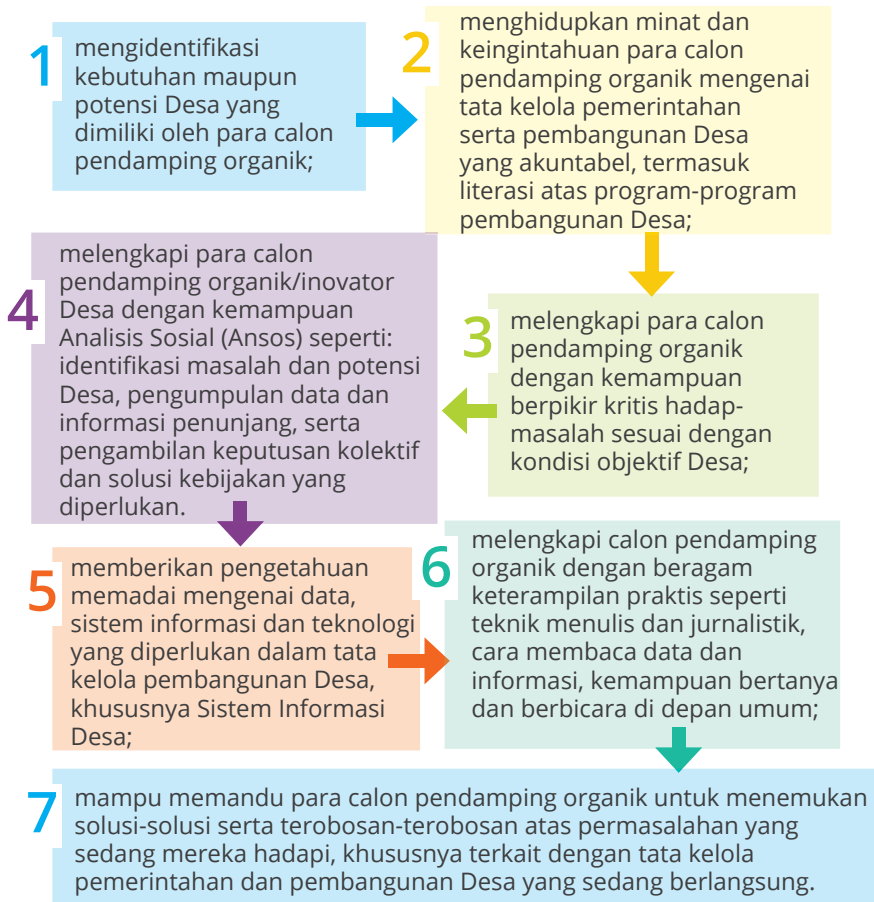 1
mengidentifikasi
kebutuhan maupun
potensi Desa yang
dimiliki oleh para calon
pendamping organik;
2
menghidupkan minat dan
keingintahuan para calon
pendamping organik mengenai
tata kelola pemerintahan
serta pembangunan Desa
yang akuntabel, termasuk
literasi atas program-program
pembangunan Desa;
3
melengkapi para calon
pendamping organik
dengan kemampuan
berpikir kritis hadap-
masalah sesuai dengan
kondisi objektif Desa;
4
melengkapi para calon
pendamping organik/inovator
Desa dengan kemampuan
Analisis Sosial (Ansos) seperti:
identifikasi masalah dan potensi
Desa, pengumpulan data dan
informasi penunjang, serta
pengambilan keputusan kolektif
dan solusi kebijakan yang
diperlukan.
5
memberikan pengetahuan
memadai mengenai data,
sistem informasi dan teknologi
yang diperlukan dalam tata
kelola pembangunan Desa,
khususnya Sistem Informasi
Desa;
6
melengkapi calon pendamping
organik dengan beragam
keterampilan praktis seperti
teknik menulis dan jurnalistik,
cara membaca data dan
informasi, kemampuan bertanya
dan berbicara di depan umum;
7
mampu memandu para calon pendamping organik untuk menemukan
solusi-solusi serta terobosan-terobosan atas permasalahan yang
sedang mereka hadapi, khususnya terkait dengan tata kelola
pemerintahan dan pembangunan Desa yang sedang berlangsung.